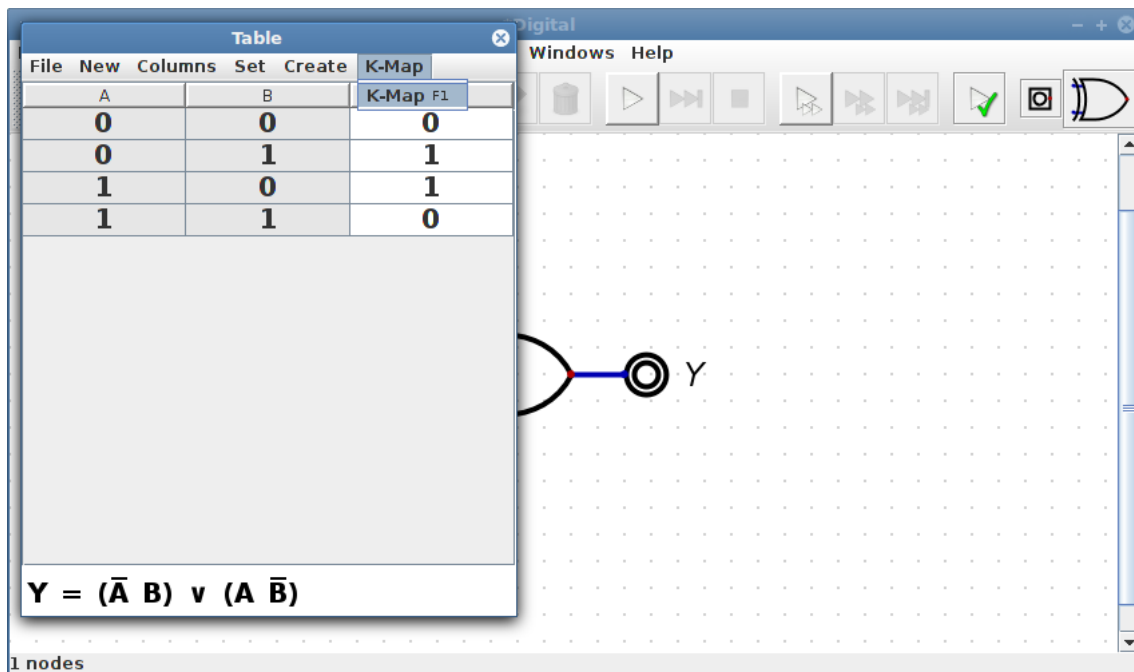 Digital
Windows Help
Table
File New Columns Set Create K-Map
K-Map F1
A B
0 0 0
0 1 1
1 0 1
1 1 0
Y
Y = (A̅ B) ∨ (A B̅)
1 nodes